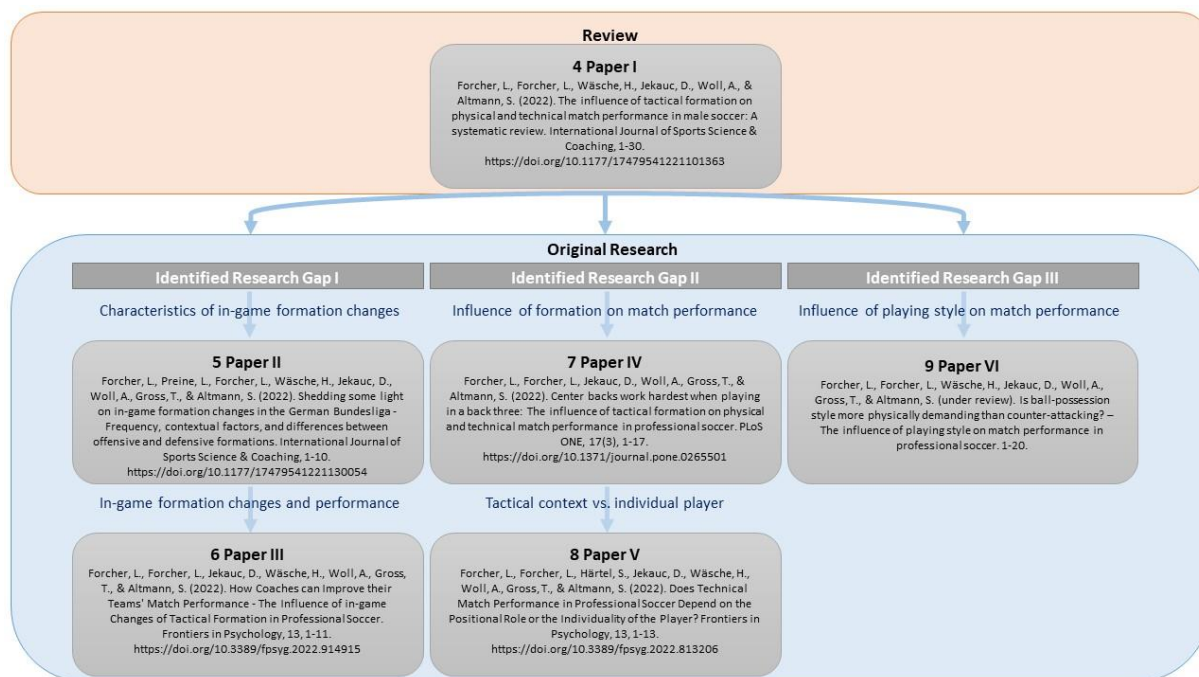 Review
4 Paper I
Forcher, L., Forcher, L., Wäsche, H., Jekauc, D., Woll, A., &
Altmann, S. (2022). The influence of tactical formation on
physical and technical match performance in male soccer: A
systematic review. International Journal of Sports Science &
Coaching, 1-30.
https://doi.org/10.1177/17479541221101363
Original Research
Identified Research Gap I
Characteristics of in-game formation changes
5 Paper II
Forcher, L., Preine, L., Forcher, L., Wäsche, H., Jekauc, D.,
Woll, A., Gross, T., & Altmann, S. (2022). Shedding some light
on in-game formation changes in the German Bundesliga -
Frequency, contextual factors, and differences between
offensive and defensive formations. International Journal of
Sports Science & Coaching, 1-10.
https://doi.org/10.1177/17479541221130054
In-game formation changes and performance
6 Paper III
Forcher, L., Forcher, L., Jekauc, D., Wäsche, H., Woll, A., Gross,
T., & Altmann, S. (2022). How Coaches can Improve their
Teams' Match Performance - The Influence of in-game
Changes of Tactical Formation in Professional Soccer.
Frontiers in Psychology, 13, 1-11.
https://doi.org/10.3389/fpsyg.2022.914915
Identified Research Gap II
Influence of formation on match performance
7 Paper IV
Forcher, L., Forcher, L., Jekauc, D., Woll, A., Gross, T., &
Altmann, S. (2022). Center backs work hardest when playing
in a back three: The influence of tactical formation on physical
and technical match performance in professional soccer. PLoS
ONE, 17(3), 1-17.
https://doi.org/10.1371/journal.pone.0265501
Tactical context vs. individual player
8 Paper V
Forcher, L., Forcher, L., Härtel, S., Jekauc, D., Wäsche, H.,
Woll, A., Gross, T., & Altmann, S. (2022). Does Technical
Match Performance in Professional Soccer Depend on the
Positional Role or the Individuality of the Player? Frontiers in
Psychology, 13, 1-13.
https://doi.org/10.3389/fpsyg.2022.813206
Identified Research Gap III
Influence of playing style on match performance
9 Paper VI
Forcher, L., Forcher, L., Wäsche, H., Jekauc, D., Woll, A.,
Gross, T., & Altmann, S. (under review). Is ball-possession
style more physically demanding than counter-attacking? –
The influence of playing style on match performance in
professional soccer. 1-20.